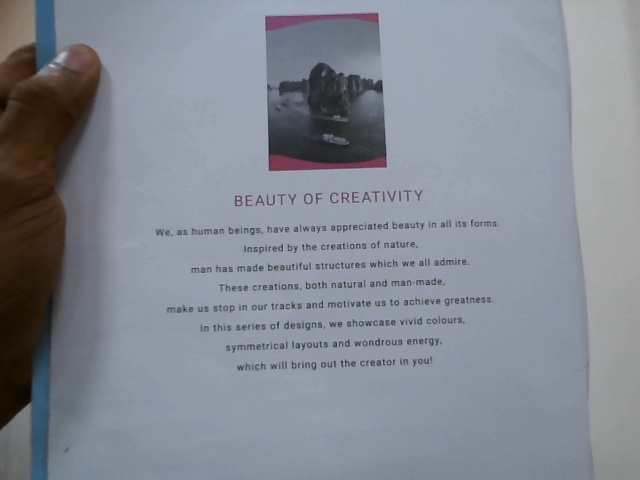 BEAUTY OF CREATIVITY
We, as human beings, have always appreciated beauty in all its forms.
Inspired by the creations of nature,
man has made beautiful structures which we all admire.
These creations, both natural and man-made,
make us stop in our tracks and motivate us to achieve greatness.
In this series of designs, we showcase vivid colours,
symmetrical layouts and wondrous energy,
which will bring out the creator in you!